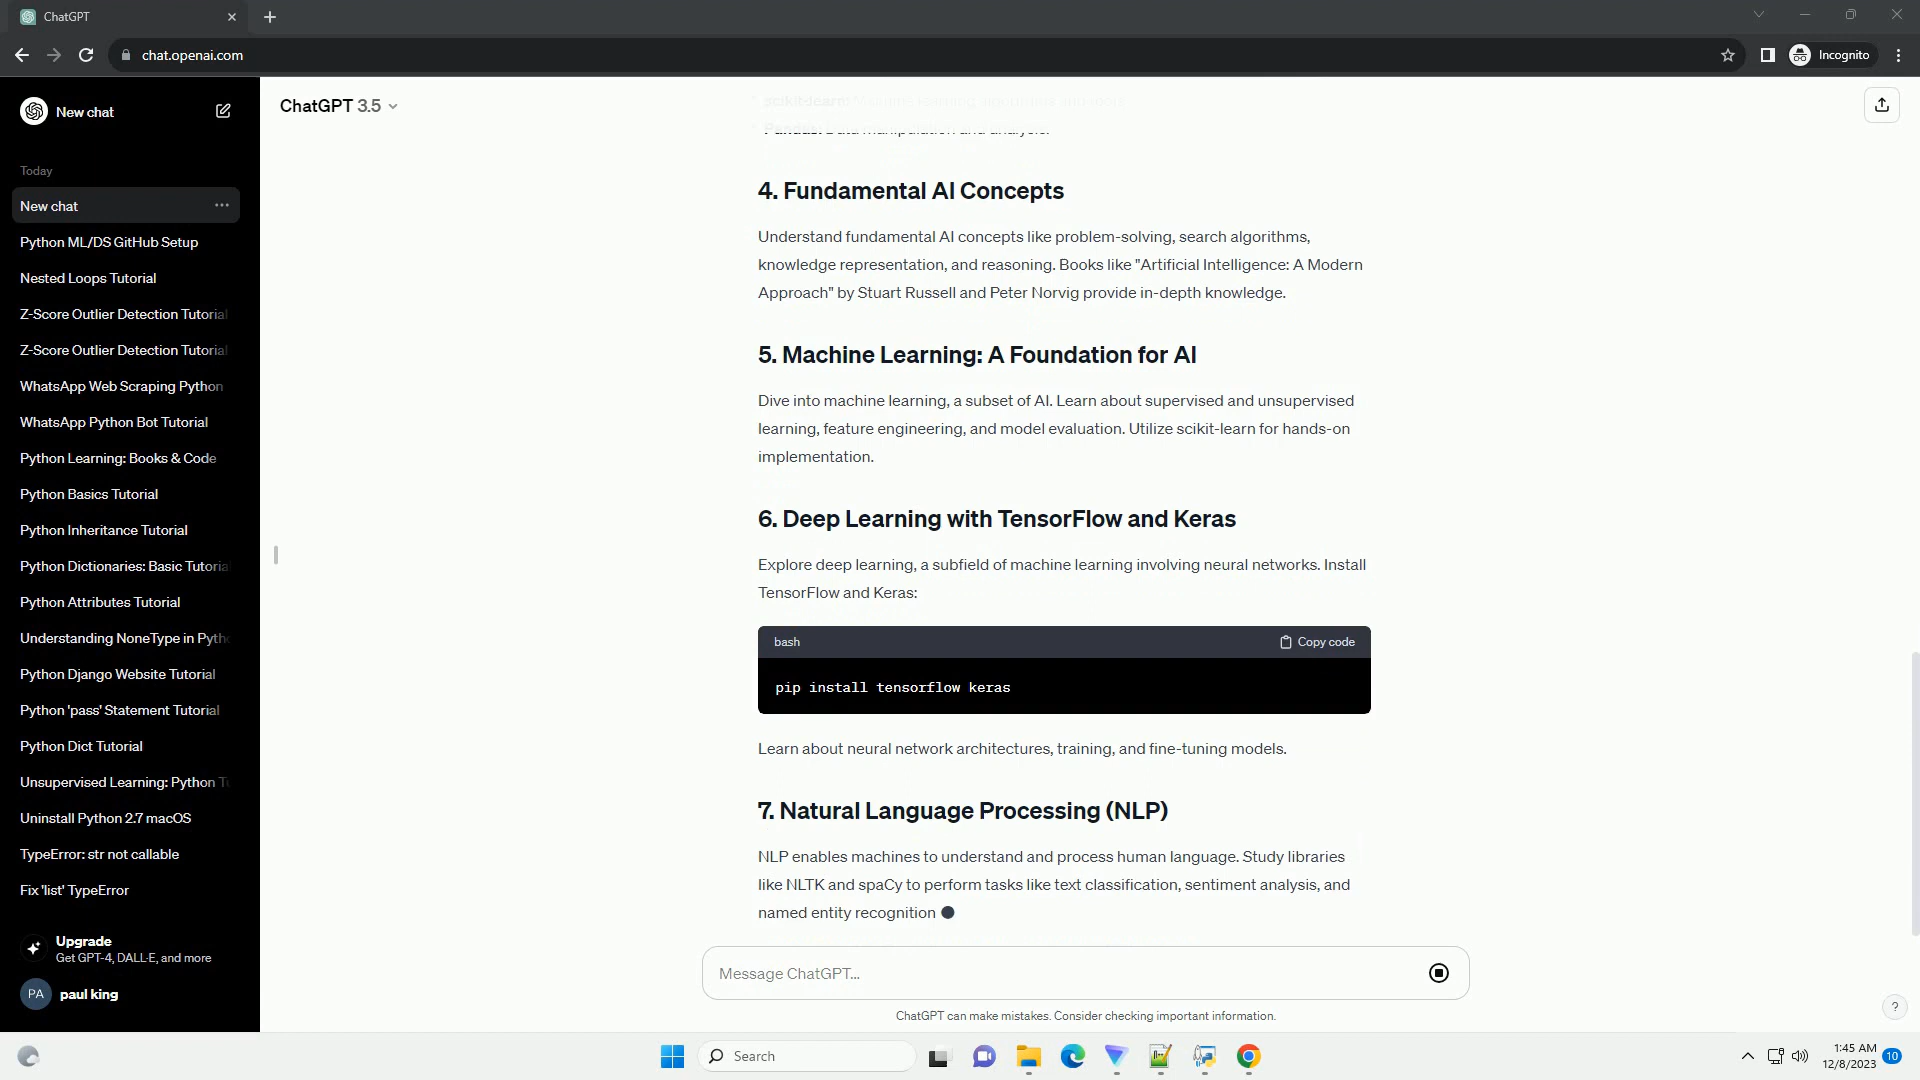 ChatGPT
chat.openai.com
Incognito
New chat
Today
New chat
Python ML/DS GitHub Setup
Nested Loops Tutorial
Z-Score Outlier Detection Tutorial
Z-Score Outlier Detection Tutorial
WhatsApp Web Scraping Python
WhatsApp Python Bot Tutorial
Python Learning: Books & Code
Python Basics Tutorial
Python Inheritance Tutorial
Python Dictionaries: Basic Tutoria
Python Attributes Tutorial
Understanding NoneType in Pyth
Python Django Website Tutorial
Python 'pass' Statement Tutorial
Python Dict Tutorial
Unsupervised Learning: Python T
Uninstall Python 2.7 macOS
TypeError: str not callable
Fix 'list' TypeError
Upgrade
Get GPT-4, DALL·E, and more
PA paul king
ChatGPT 3.5
scikit-learn:
Pandas: Data manipulation and analysis.
4. Fundamental AI Concepts
Understand fundamental AI concepts like problem-solving, search algorithms,
knowledge representation, and reasoning. Books like "Artificial Intelligence: A Modern
Approach" by Stuart Russell and Peter Norvig provide in-depth knowledge.
5. Machine Learning: A Foundation for AI
Dive into machine learning, a subset of AI. Learn about supervised and unsupervised
learning, feature engineering, and model evaluation. Utilize scikit-learn for hands-on
implementation.
6. Deep Learning with TensorFlow and Keras
Explore deep learning, a subfield of machine learning involving neural networks. Install
TensorFlow and Keras:
bash Copy code
pip install tensorflow keras
Learn about neural network architectures, training, and fine-tuning models.
7. Natural Language Processing (NLP)
NLP enables machines to understand and process human language. Study libraries
like NLTK and spaCy to perform tasks like text classification, sentiment analysis, and
named entity recognition
Message ChatGPT...
ChatGPT can make mistakes. Consider checking important information.
?
Search
1:45 AM
12/8/2023
10